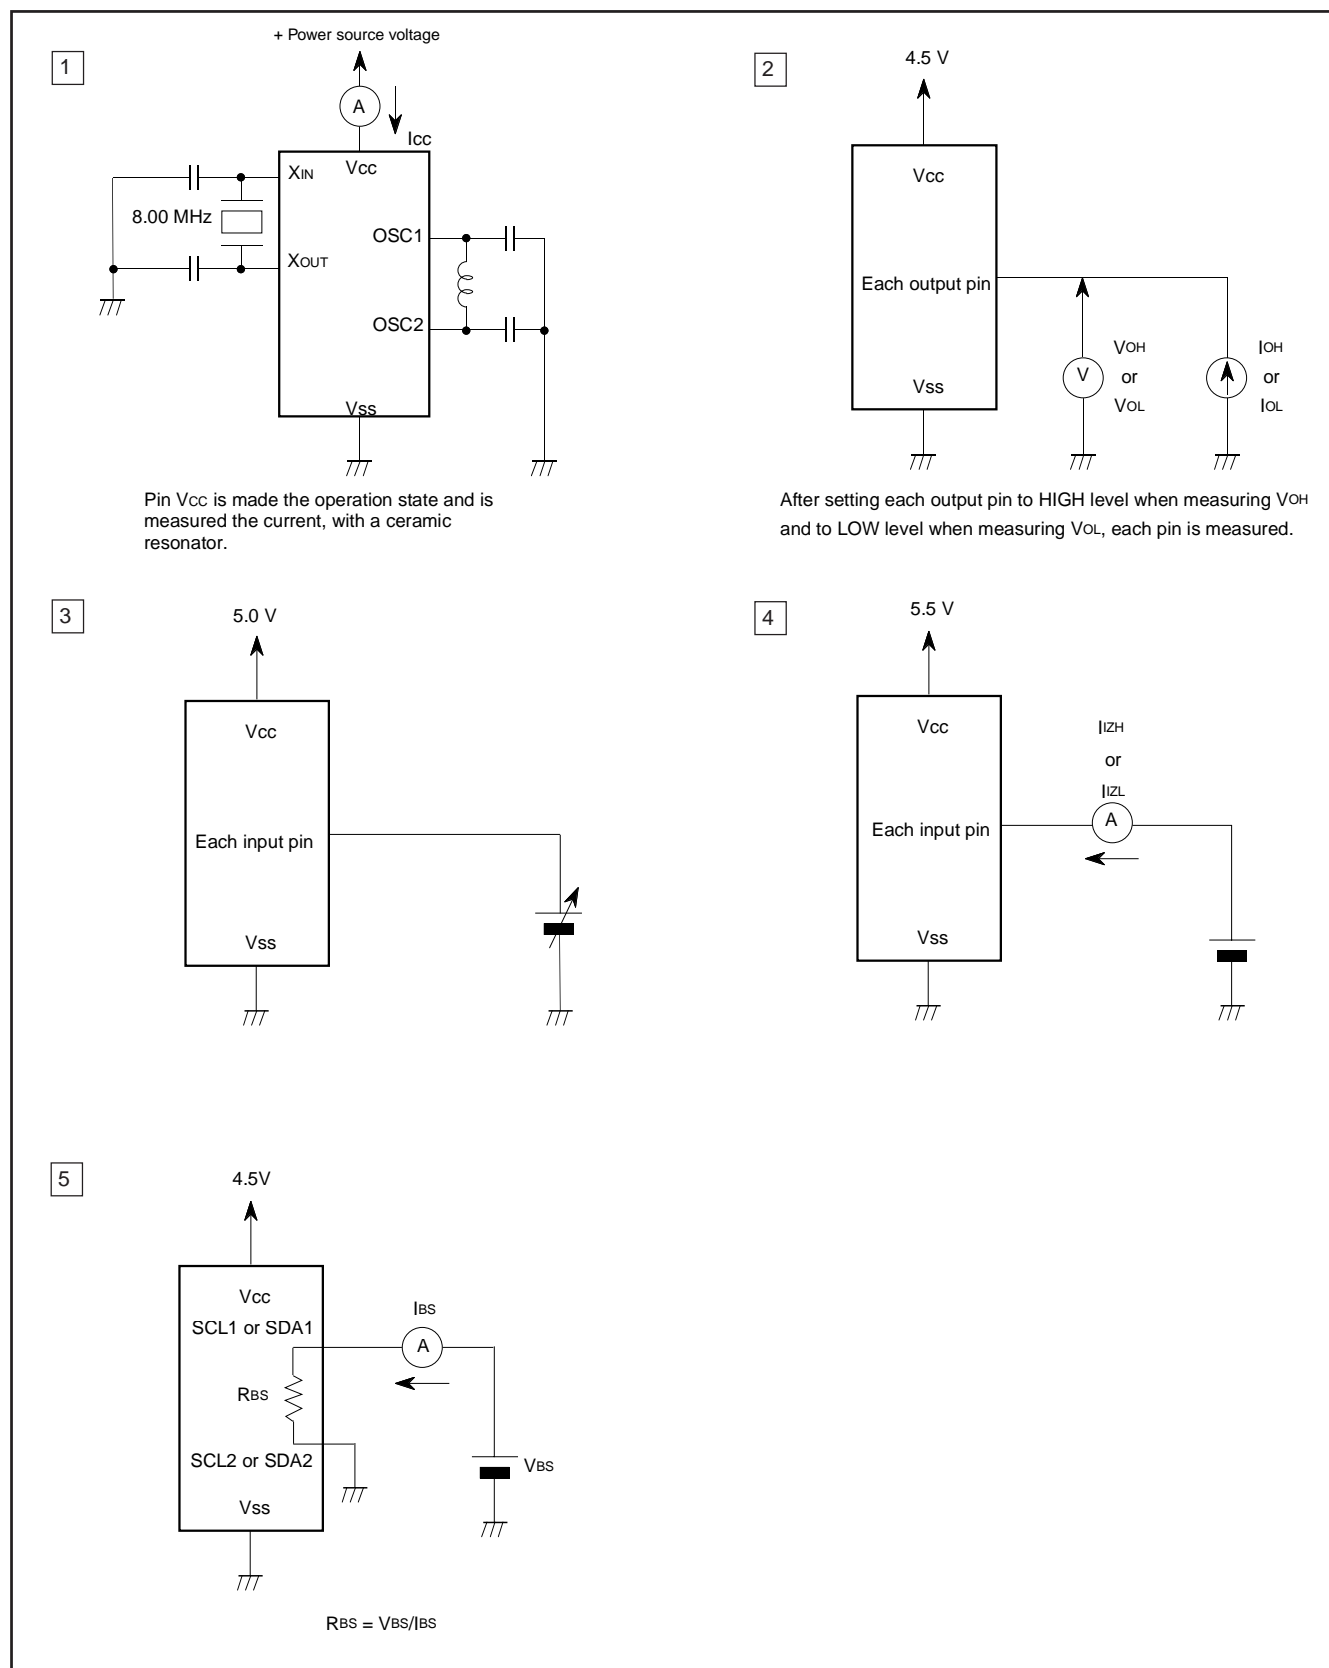 1
+ Power source voltage
A
Icc
Vcc
XIN
8.00 MHz
XOUT
OSC1
OSC2
Vss
Pin VCC is made the operation state and is
measured the current, with a ceramic
resonator.
2
4.5 V
Vcc
Each output pin
Vss
V
VOH
or
VOL
IOH
or
IOL
After setting each output pin to HIGH level when measuring VOH
and to LOW level when measuring VOL, each pin is measured.
3
5.0 V
Vcc
Each input pin
Vss
4
5.5 V
Vcc
Each input pin
Vss
IIZH
or
IIZL
A
5
4.5V
Vcc
SCL1 or SDA1
RBS
SCL2 or SDA2
Vss
IBS
A
VBS
RBS = VBS/IBS